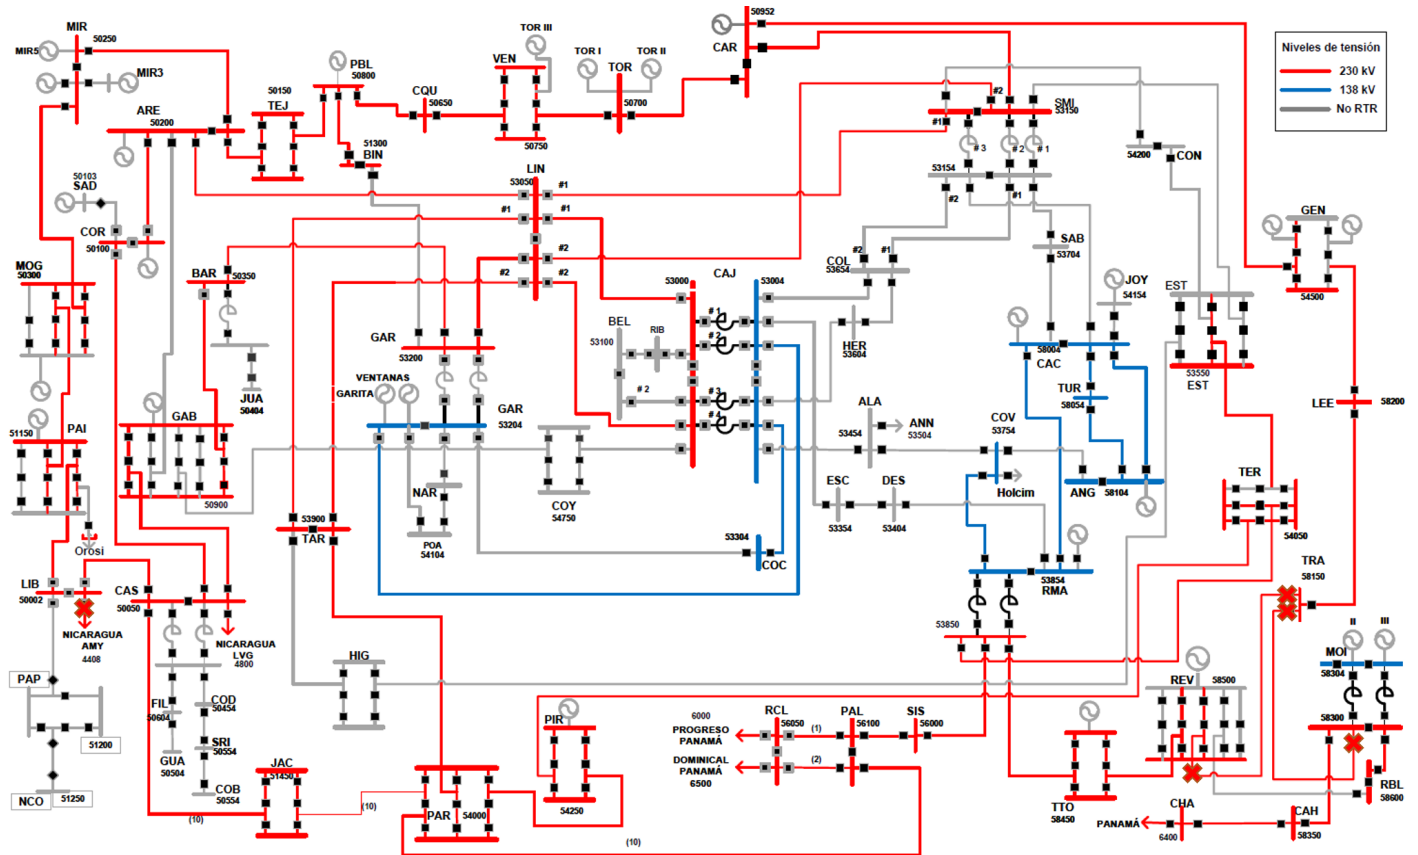 MIR
50250
MIR5
MIR3
ARE
50200
50150
TEJ
PBL
50800
CQU
50650
51300
BIN
TOR III
VEN
50750
TOR I
TOR II
TOR
50700
50952
CAR
Niveles de tensión
230 kV
138 kV
No RTR
#2
SMI
53150
#1
# 3
# 2
# 1
53154
#2
#1
54200
CON
50103
SAD
COR
50100
LIN
53050
#1
#1
#1
#2
#2
#2
MOG
50300
BAR
50350
JUA
50404
GAR
53200
VENTANAS
GARITA
GAR
53204
BEL
53100
RIB
# 2
53000
CAJ
53004
# 1
# 2
# 3
# 4
#2
#1
COL
53654
HER
53604
SAB
53704
JOY
54154
58004
CAC
TUR
58054
ANG
58104
EST
53550
EST
GEN
54500
LEE
58200
51150
PAI
GAB
50900
Orosi
NAR
POA
54104
COY
54750
ALA
53454
ANN
53504
COV
53754
Holcim
ESC
53354
DES
53404
53304
COC
53854
RMA
53850
TER
54050
TRA
58150
53900
TAR
LIB
50002
NICARAGUA
AMY
4408
CAS
50050
NICARAGUA
LVG
4800
PAP
51200
NCO
51250
FIL
50604
GUA
50504
COD
50454
SRI
50554
COB
50554
(10)
JAC
51450
(10)
HIG
PAR
54000
(10)
PIR
54250
6000
PROGRESO
PANAMÁ
DOMINICAL
PANAMÁ
6500
RCL
56050
(1)
(2)
PAL
56100
SIS
56000
TTO
58450
REV
58500
II
III
MOI
58304
58300
RBL
58600
CHA
PANAMÁ
6400
CAH
58350